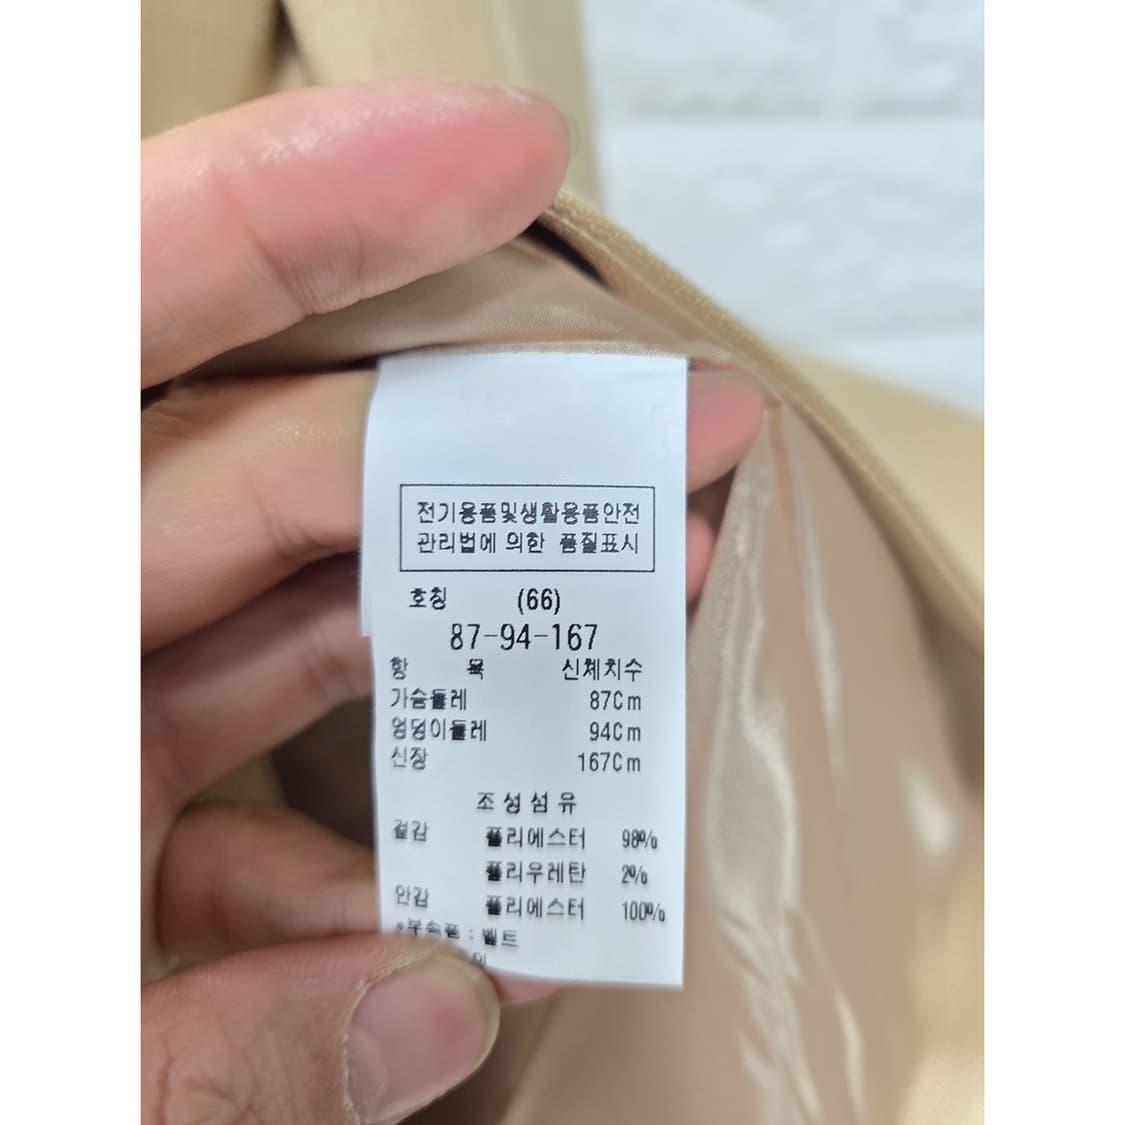 전기용품및생활용품안전
관리법에 의한 품질표시
호칭 (66)
87-94-167
항 목 신체치수
가슴둘레 87Cm
엉덩이둘레 94Cm
신장 167Cm
조성섬유
겉감 폴리에스터 98%
폴리우레탄 2%
안감 폴리에스터 100%
*부속품 : 벨트